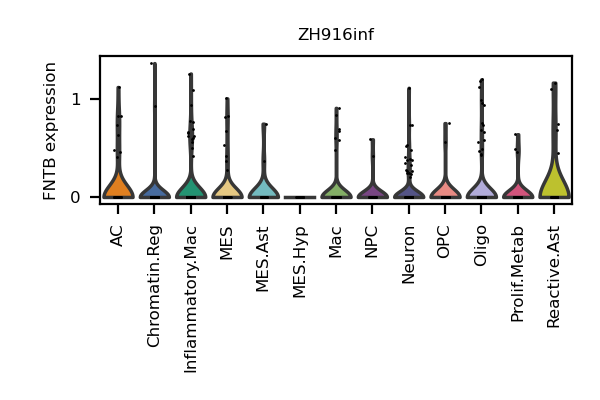 ZH916inf
FNTB expression
1
0
AC
Chromatin.Reg
Inflammatory.Mac
MES
MES.Ast
MES.Hyp
Mac
NPC
Neuron
OPC
Oligo
Prolif.Metab
Reactive.Ast